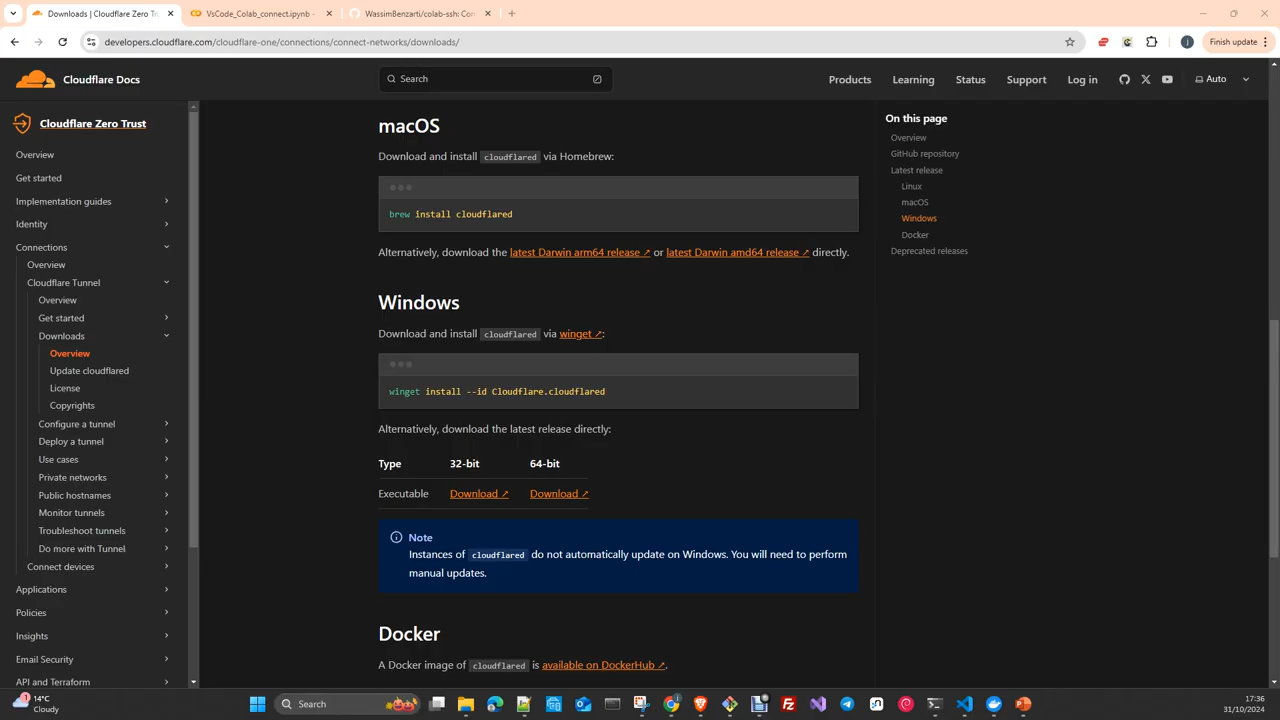 Downloads | Cloudflare Zero Tru
VsCode_Colab_connect.ipynb -
WassimBenzarti/colab-ssh: Con
developers.cloudflare.com/cloudflare-one/connections/connect-networks/downloads/
Finish update
Cloudflare Docs
Search
Products
Learning
Status
Support
Log in
Auto
Cloudflare Zero Trust
Overview
Get started
Implementation guides
Identity
Connections
Overview
Cloudflare Tunnel
Overview
Get started
Downloads
Overview
Update cloudflared
License
Copyrights
Configure a tunnel
Deploy a tunnel
Use cases
Private networks
Public hostnames
Monitor tunnels
Troubleshoot tunnels
Do more with Tunnel
Connect devices
Applications
Policies
Insights
Email Security
API and Terraform
macOS
Download and install cloudflared via Homebrew:
brew install cloudflared
Alternatively, download the latest Darwin arm64 release ↗ or latest Darwin amd64 release ↗ directly.
Windows
Download and install cloudflared via winget ↗:
winget install --id Cloudflare.cloudflared
Alternatively, download the latest release directly:
Type 32-bit 64-bit
Executable Download ↗ Download ↗
Note
Instances of cloudflared do not automatically update on Windows. You will need to perform
manual updates.
Docker
A Docker image of cloudflared is available on DockerHub ↗.
On this page
Overview
GitHub repository
Latest release
Linux
macOS
Windows
Docker
Deprecated releases
1
14°C
Cloudy
Search
17:36
31/10/2024